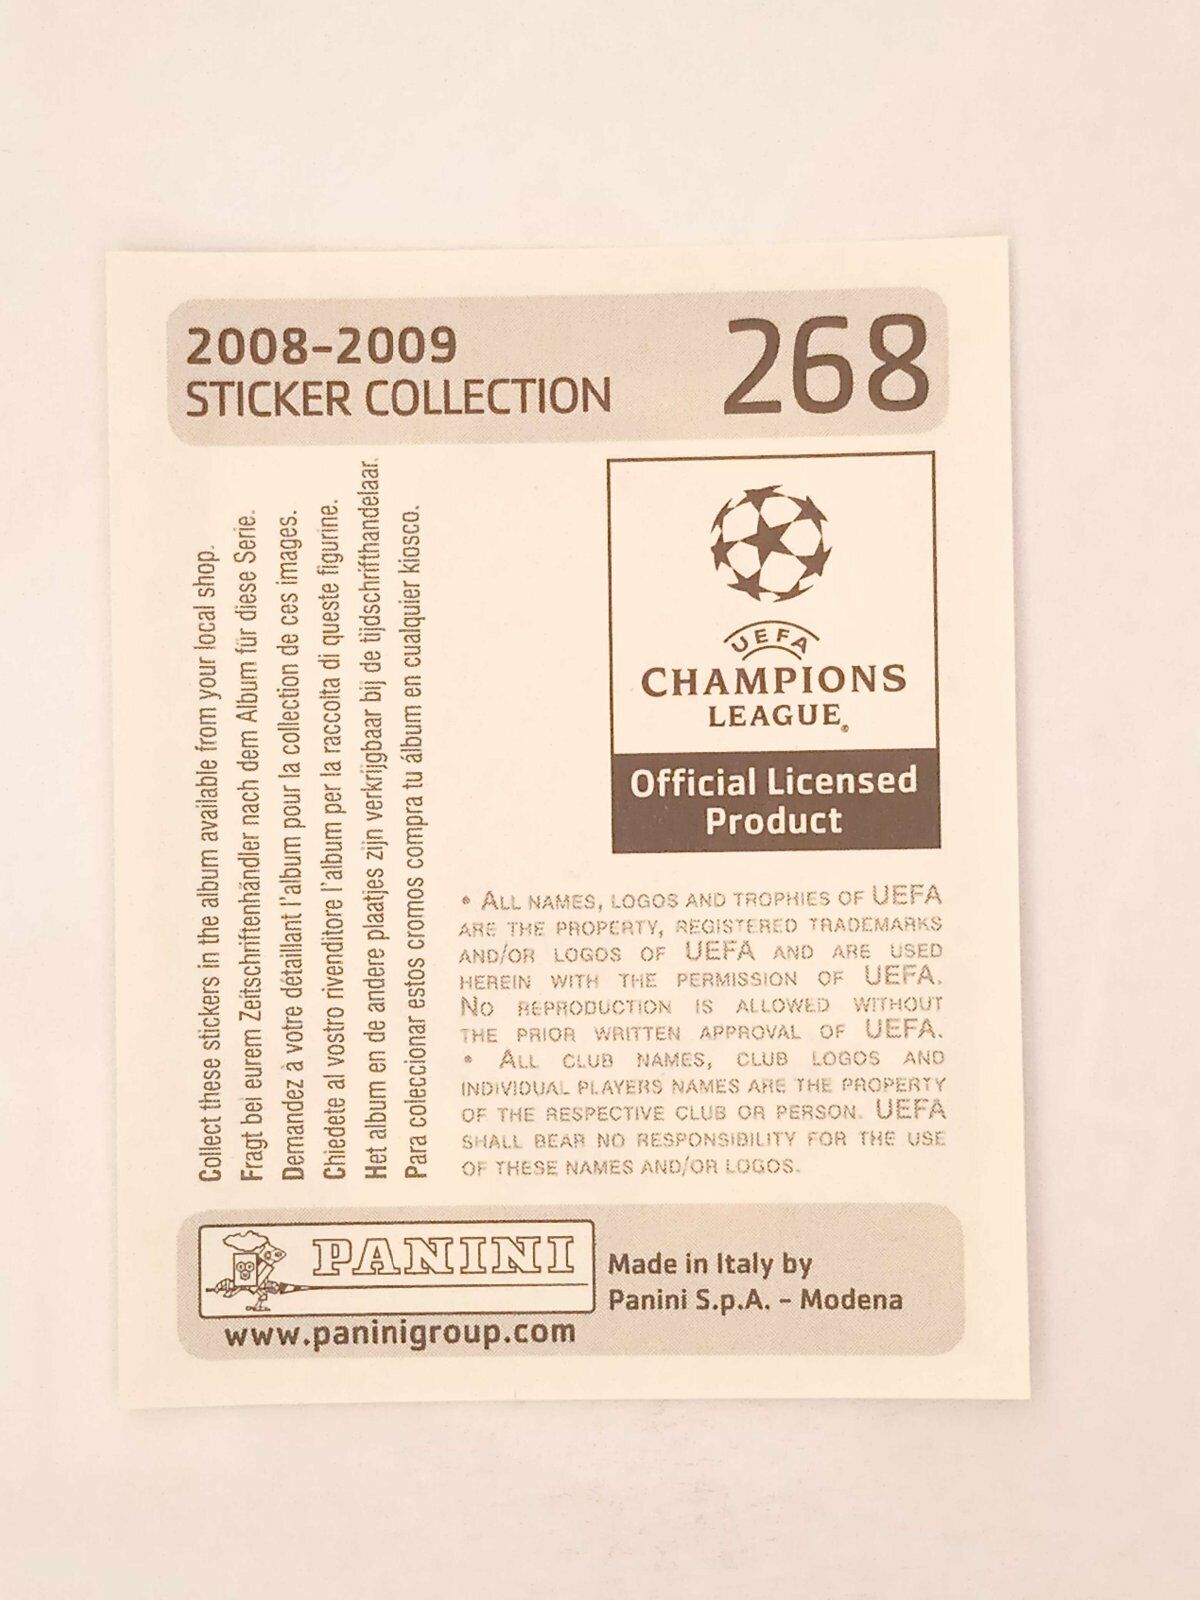 2008-2009
STICKER COLLECTION
268
Collect these stickers in the album available from your local shop.
Fragt bei eurem Zeitschriftenhändler nach dem Album für diese Serie.
Demandez à votre détaillant l'album pour la collection de ces images.
Chiedete al vostro rivenditore l'album per la raccolta di queste figurine.
Het album en de andere plaatjes zijn verkrijgbaar bij de tijdschrifthandelaar.
Para coleccionar estos cromos compra tu álbum en cualquier kiosco.
UEFA
CHAMPIONS
LEAGUE®
Official Licensed
Product
• ALL NAMES, LOGOS AND TROPHIES OF UEFA
ARE THE PROPERTY, REGISTERED TRADEMARKS
AND/OR LOGOS OF UEFA AND ARE USED
HEREIN WITH THE PERMISSION OF UEFA.
NO REPRODUCTION IS ALLOWED WITHOUT
THE PRIOR WRITTEN APPROVAL OF UEFA.
• ALL CLUB NAMES, CLUB LOGOS AND
INDIVIDUAL PLAYERS NAMES ARE THE PROPERTY
OF THE RESPECTIVE CLUB OR PERSON. UEFA
SHALL BEAR NO RESPONSIBILITY FOR THE USE
OF THESE NAMES AND/OR LOGOS.
PANINI
www.paninigroup.com
Made in Italy by
Panini S.p.A. - Modena